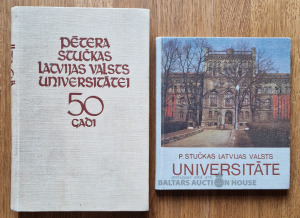 PĒTERA
STUČKAS
LATVIJAS VALSTS
UNIVERSITĀTEI
50
GADI
P. STUČKAS LATVIJAS VALSTS
UNIVERSITĀTE
BALTARS AUCTION HOUSE